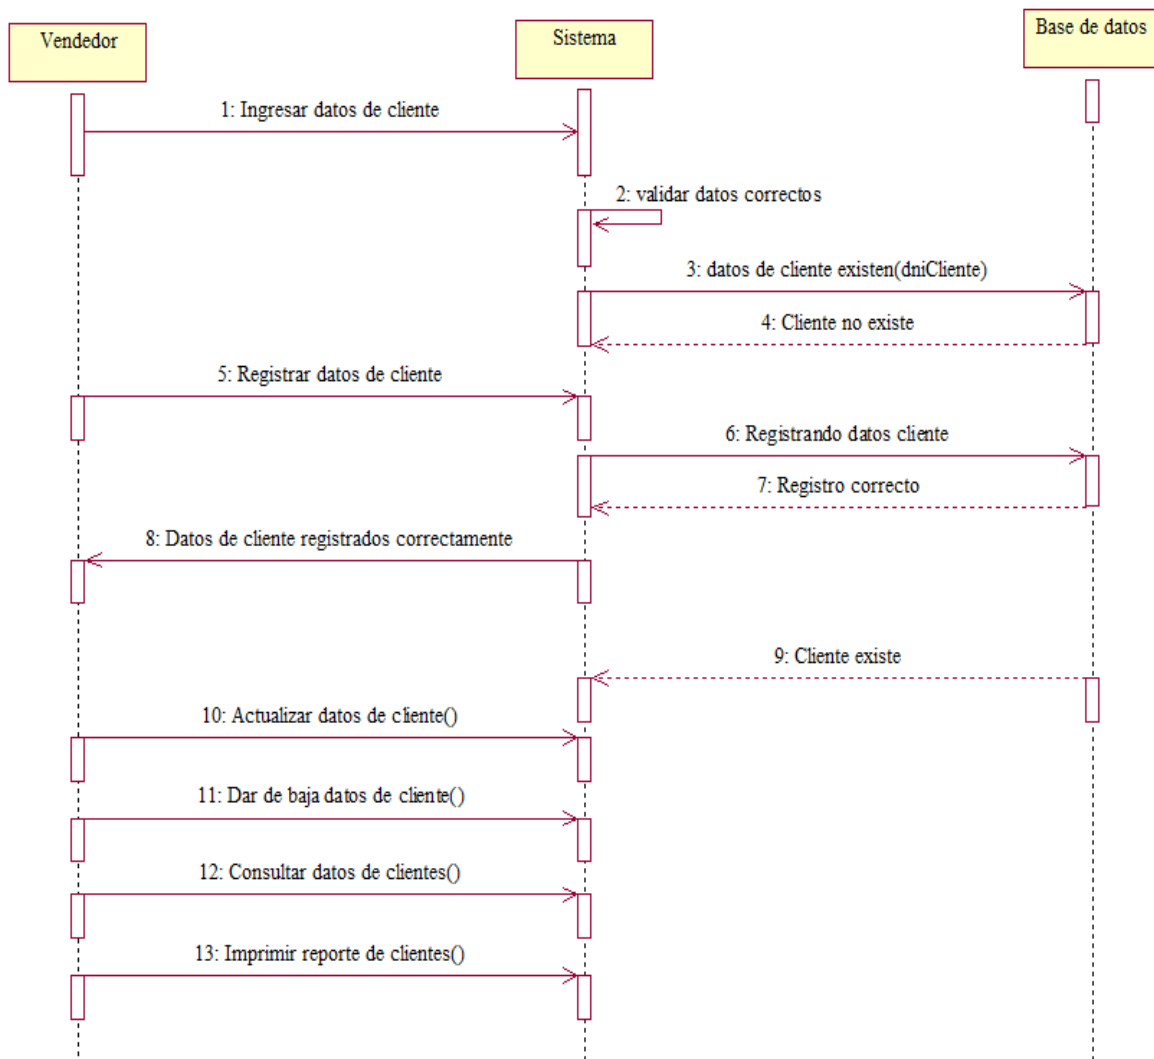 Vendedor
Sistema
Base de datos
1: Ingresar datos de cliente
2: validar datos correctos
3: datos de cliente existen(dniCliente)
4: Cliente no existe
5: Registrar datos de cliente
6: Registrando datos cliente
7: Registro correcto
8: Datos de cliente registrados correctamente
9: Cliente existe
10: Actualizar datos de cliente()
11: Dar de baja datos de cliente()
12: Consultar datos de clientes()
13: Imprimir reporte de clientes()